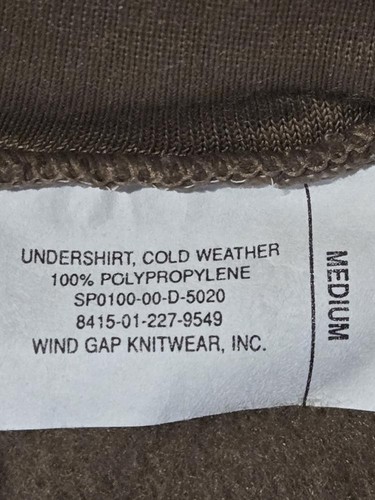 UNDERSHIRT, COLD WEATHER
100% POLYPROPYLENE
SP0100-00-D-5020
8415-01-227-9549
WIND GAP KNITWEAR, INC.
MEDIUM